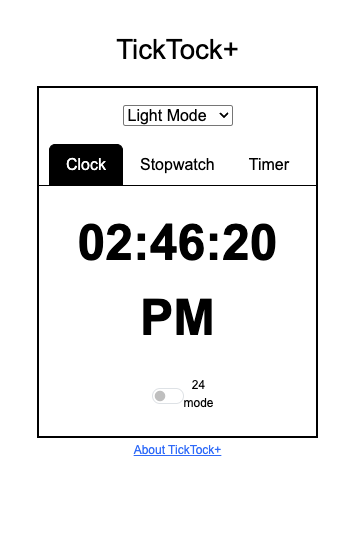 TickTock+
Light Mode
Clock Stopwatch Timer
02:46:20
PM
24
mode
About TickTock+